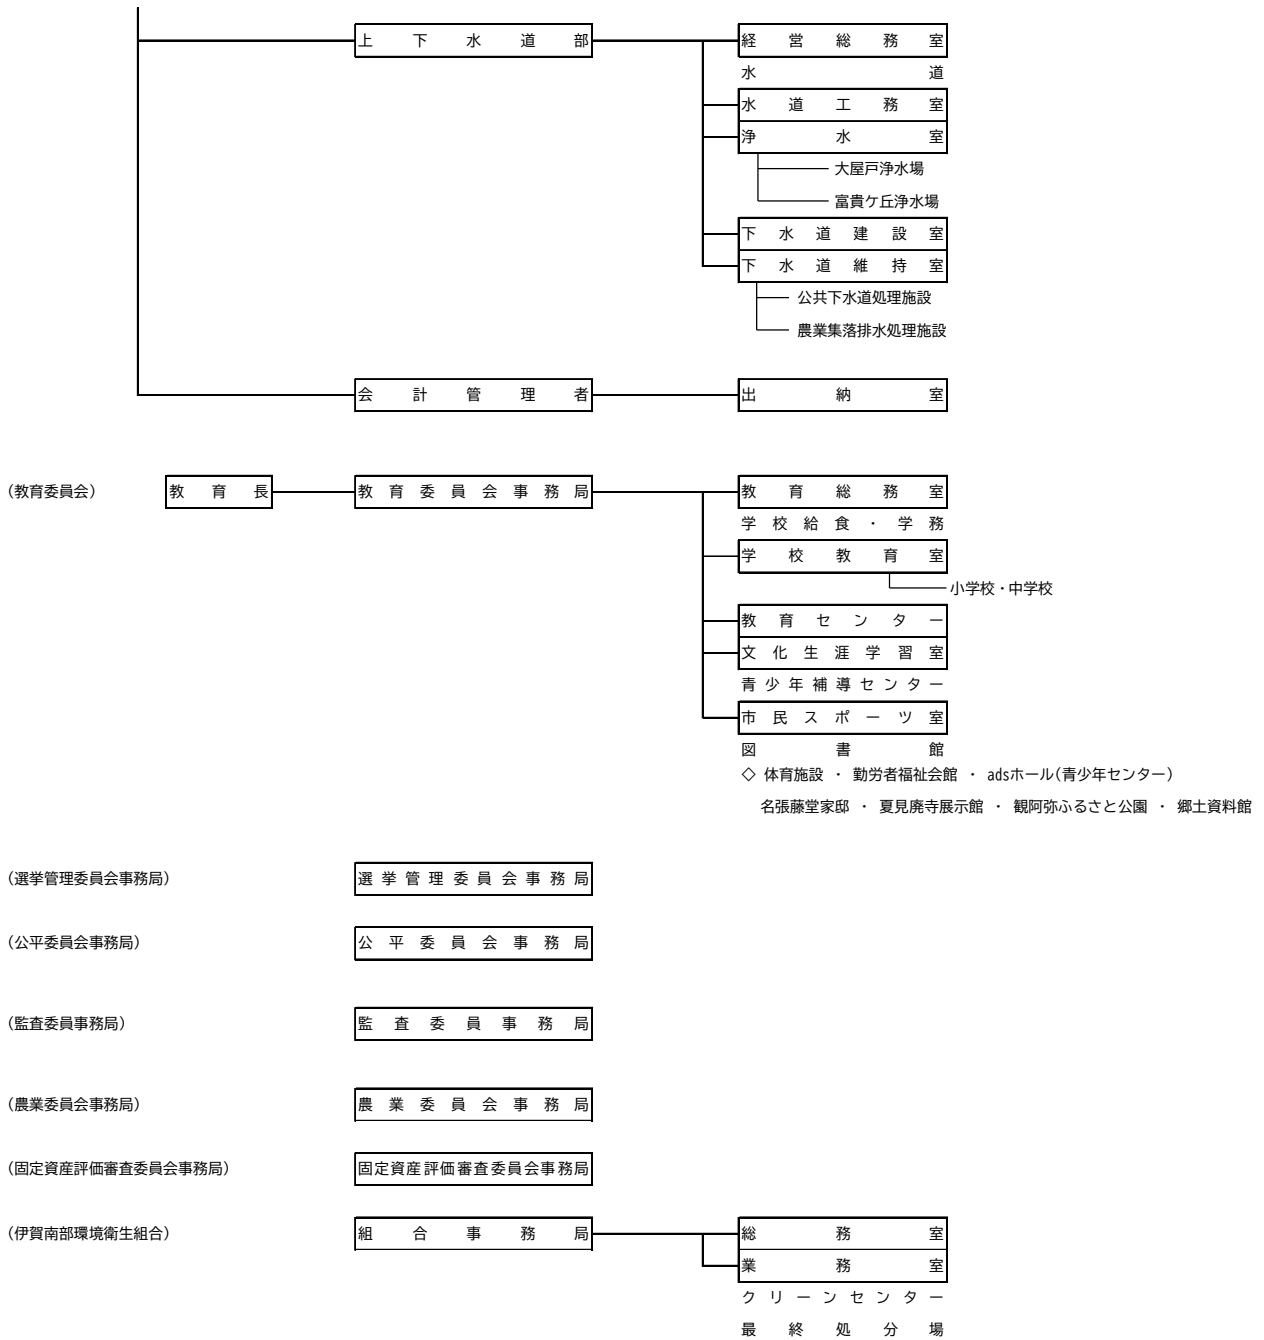 上下水道部 経営総務室
水道
水道工務室
浄水室
大屋戸浄水場
富貴ケ丘浄水場
下水道建設室
下水道維持室
公共下水道処理施設
農業集落排水処理施設
会計管理者 出納室
(教育委員会) 教育長 教育委員会事務局 教育総務室
学校給食・学務
学校教育室
小学校・中学校
教育センター
文化生涯学習室
青少年補導センター
市民スポーツ室
図書館
◇ 体育施設 ・ 勤労者福祉会館 ・ adsホール(青少年センター)
名張藤堂家邸 ・ 夏見廃寺展示館 ・ 観阿弥ふるさと公園 ・ 郷土資料館
(選挙管理委員会事務局) 選挙管理委員会事務局
(公平委員会事務局) 公平委員会事務局
(監査委員事務局) 監査委員事務局
(農業委員会事務局) 農業委員会事務局
(固定資産評価審査委員会事務局) 固定資産評価審査委員会事務局
(伊賀南部環境衛生組合) 組合事務局 総務室
業務室
クリーンセンター
最終処分場